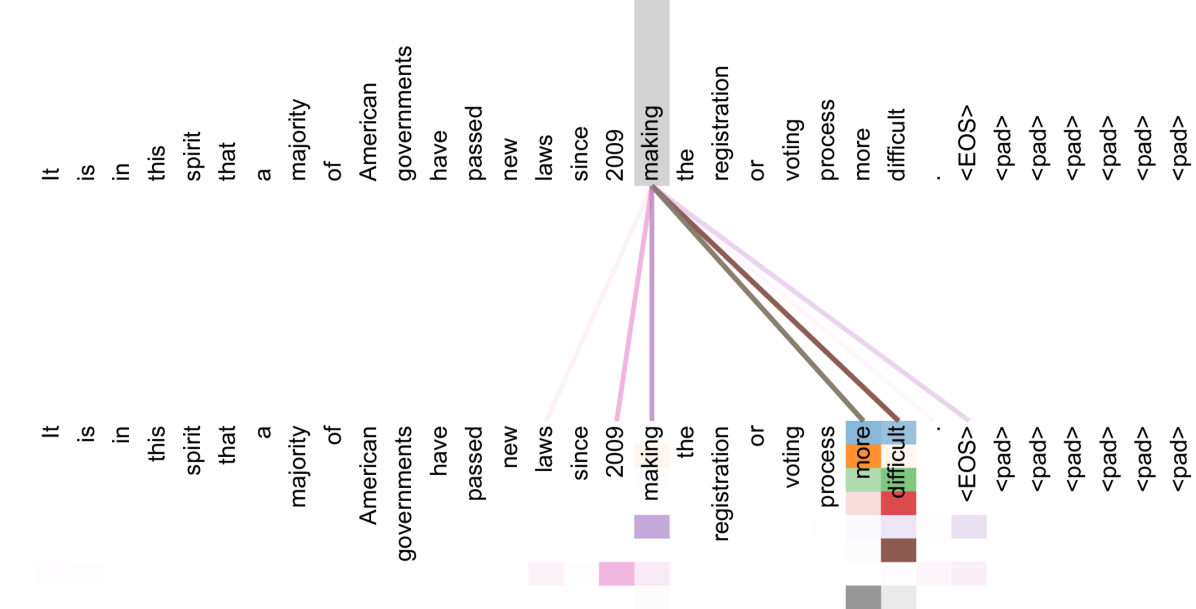 It is in this spirit that a majority of American governments have passed new laws since 2009 making the registration or voting process more difficult . <EOS> <pad> <pad> <pad> <pad> <pad> <pad>
It is in this spirit that a majority of American governments have passed new laws since 2009 making the registration or voting process more difficult . <EOS> <pad> <pad> <pad> <pad> <pad> <pad>